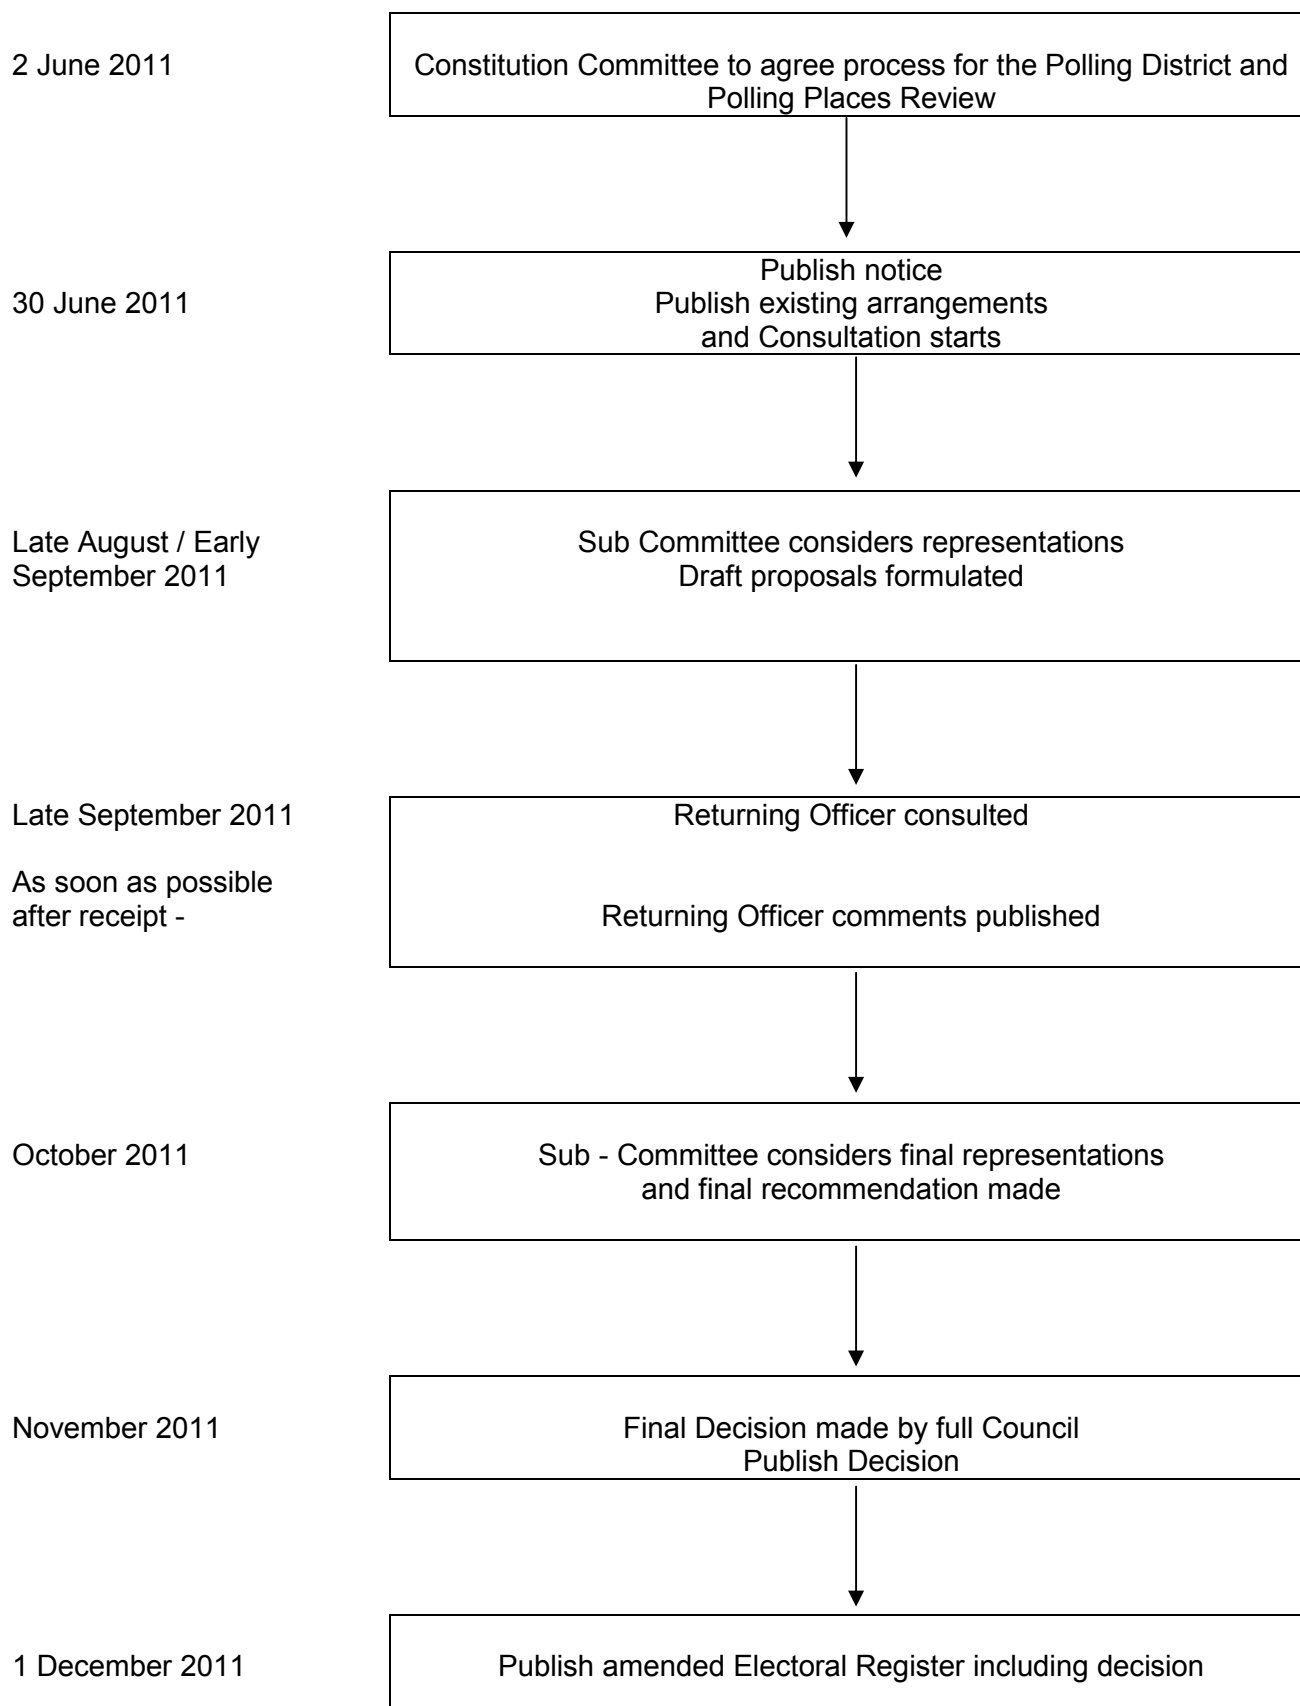 2 June 2011
Constitution Committee to agree process for the Polling District and
Polling Places Review
30 June 2011
Publish notice
Publish existing arrangements
and Consultation starts
Late August / Early
September 2011
Sub Committee considers representations
Draft proposals formulated
Late September 2011
Returning Officer consulted
As soon as possible
after receipt -
Returning Officer comments published
October 2011
Sub - Committee considers final representations
and final recommendation made
November 2011
Final Decision made by full Council
Publish Decision
1 December 2011
Publish amended Electoral Register including decision